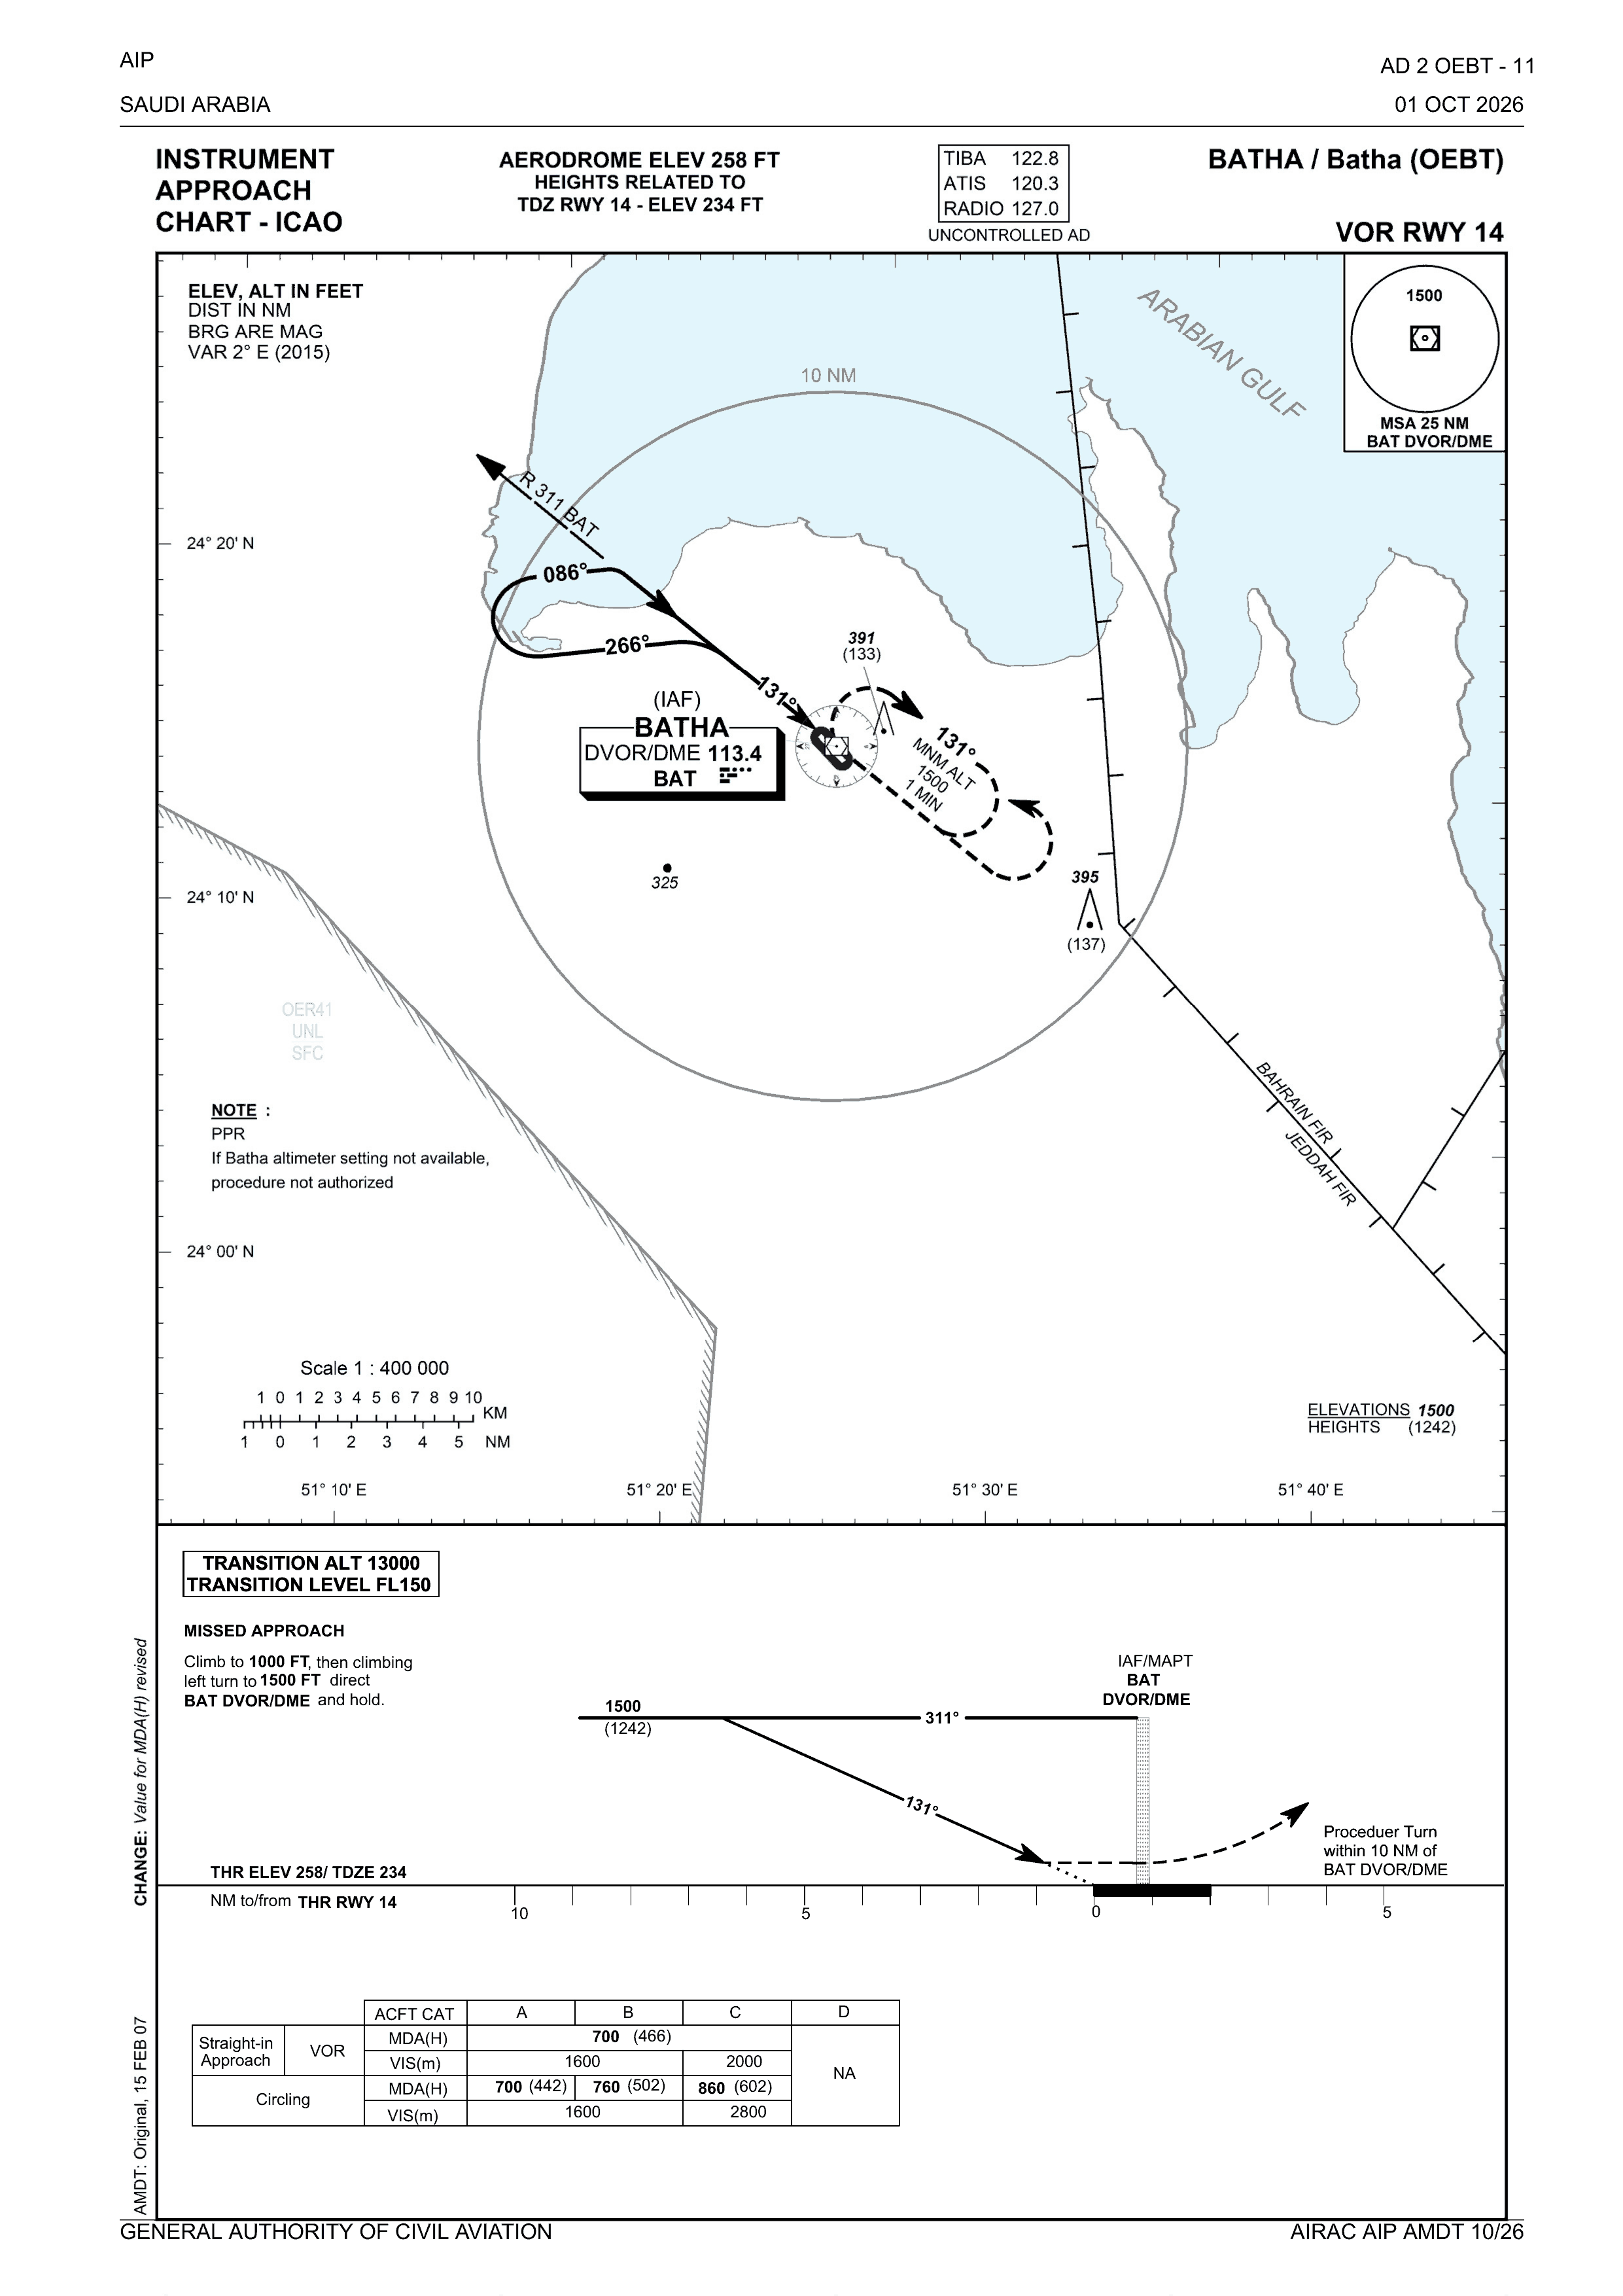 AIP
AD 2 OEBT - 11
SAUDI ARABIA
01 OCT 2026
INSTRUMENT
APPROACH
CHART - ICAO
AERODROME ELEV 258 FT
HEIGHTS RELATED TO
TDZ RWY 14 - ELEV 234 FT
TIBA 122.8
ATIS 120.3
RADIO 127.0
UNCONTROLLED AD
BATHA / Batha (OEBT)
VOR RWY 14
ELEV, ALT IN FEET
DIST IN NM
BRG ARE MAG
VAR 2° E (2015)
ARABIAN GULF
1500
MSA 25 NM
BAT DVOR/DME
10 NM
R 311 BAT
24° 20' N
086°
266°
131°
391
(133)
(IAF)
BATHA
DVOR/DME 113.4
BAT
131°
MNM ALT
1500
1 MIN
325
24° 10' N
395
(137)
OER41
UNL
SFC
BAHRAIN FIR
JEDDAH FIR
NOTE :
PPR
If Batha altimeter setting not available,
procedure not authorized
24° 00' N
Scale 1 : 400 000
1 0 1 2 3 4 5 6 7 8 9 10
KM
1 0 1 2 3 4 5 NM
ELEVATIONS 1500
HEIGHTS (1242)
51° 10' E
51° 20' E
51° 30' E
51° 40' E
TRANSITION ALT 13000
TRANSITION LEVEL FL150
MISSED APPROACH
Climb to 1000 FT, then climbing
left turn to 1500 FT direct
BAT DVOR/DME and hold.
IAF/MAPT
BAT
DVOR/DME
1500
(1242)
311°
131°
Proceduer Turn
within 10 NM of
BAT DVOR/DME
THR ELEV 258/ TDZE 234
NM to/from THR RWY 14
10 5 0 5
CHANGE: Value for MDA(H) revised
AMDT: Original, 15 FEB 07
ACFT CAT A B C D
Straight-in
Approach
VOR
MDA(H) 700 (466)
VIS(m) 1600 2000
NA
Circling
MDA(H) 700 (442) 760 (502) 860 (602)
VIS(m) 1600 2800
GENERAL AUTHORITY OF CIVIL AVIATION
AIRAC AIP AMDT 10/26